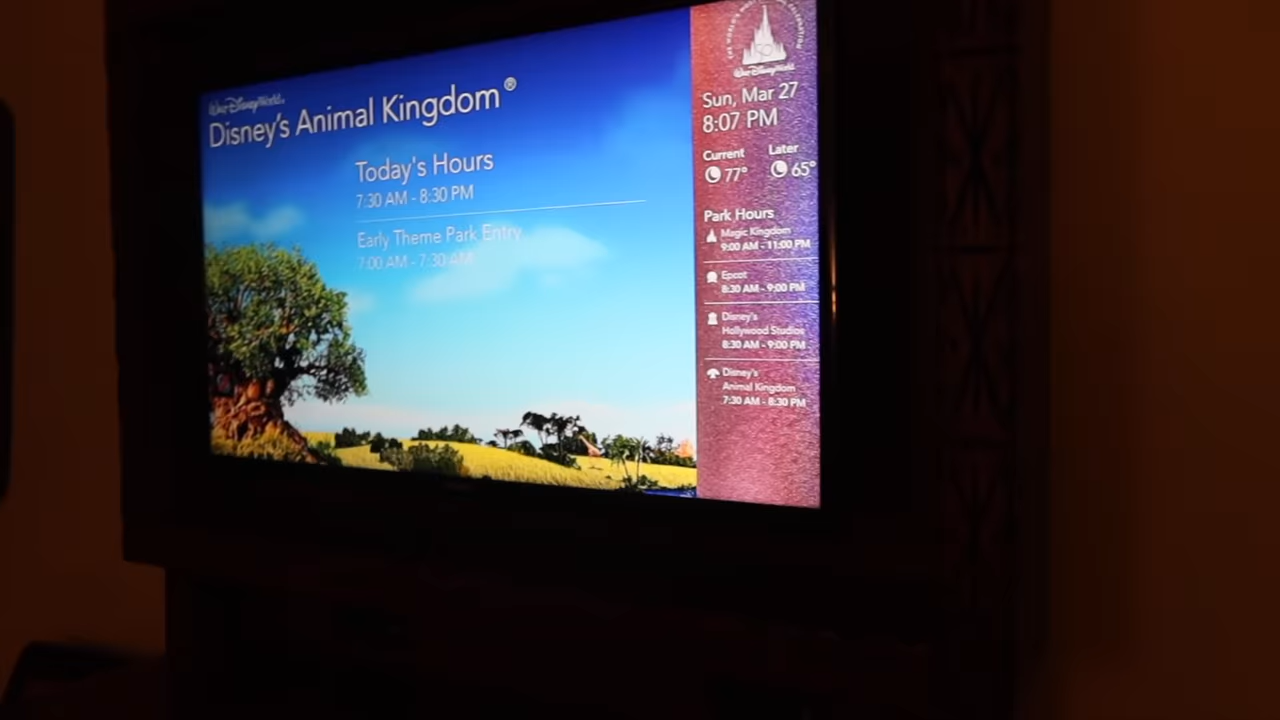 Walt Disney World.
Disney's Animal Kingdom®
Today's Hours
7:30 AM - 8:30 PM
Early Theme Park Entry
7:00 AM - 7:30 AM
50
Walt Disney World
Sun, Mar 27
8:07 PM
Current Later
77° 65°
Park Hours
Magic Kingdom
9:00 AM - 11:00 PM
Epcot
8:30 AM - 9:00 PM
Disney's
Hollywood Studios
8:30 AM - 9:00 PM
Disney's
Animal Kingdom
7:30 AM - 8:30 PM